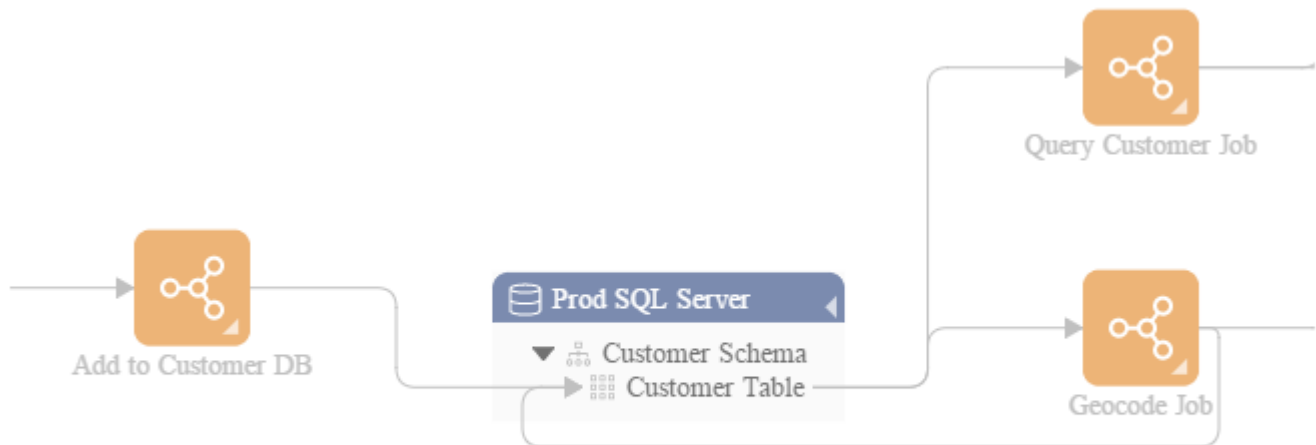 Query Customer Job
Add to Customer DB
Prod SQL Server
Customer Schema
Customer Table
Geocode Job